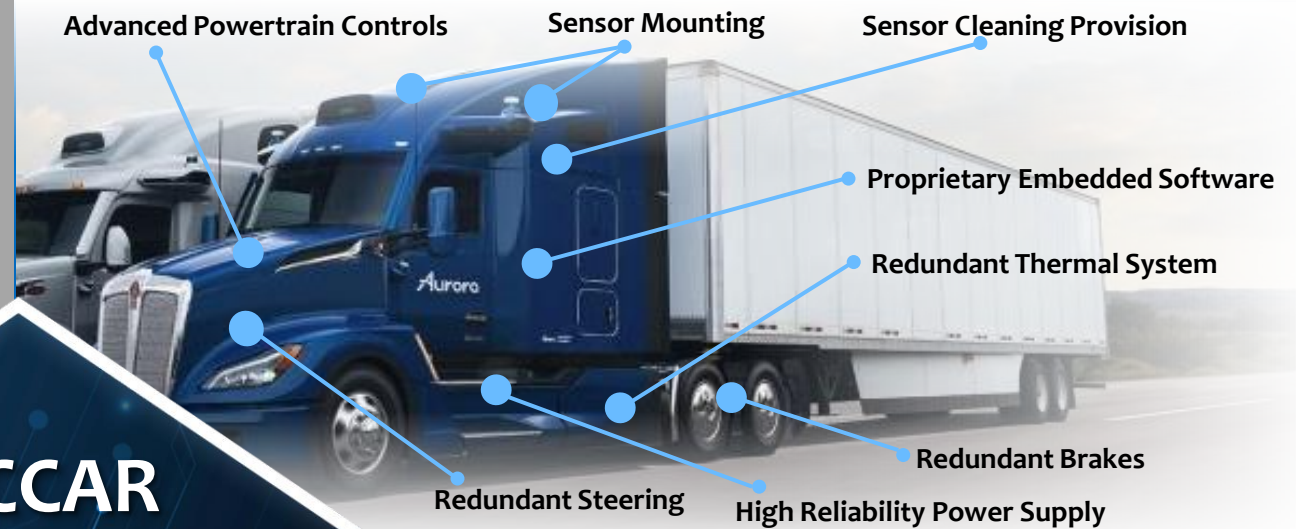 Advanced Powertrain Controls
Sensor Mounting
Sensor Cleaning Provision
Proprietary Embedded Software
Redundant Thermal System
Aurora
Redundant Brakes
Redundant Steering
High Reliability Power Supply
CCAR